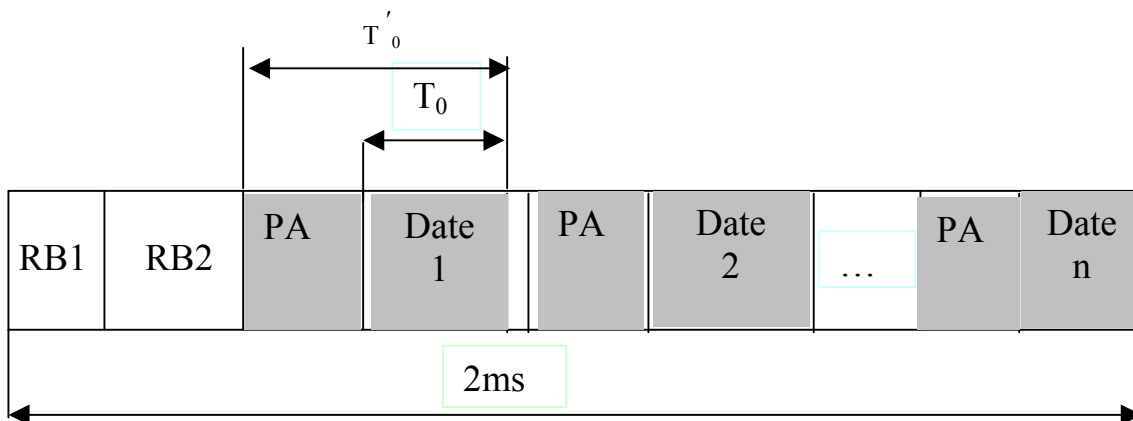 T′₀
T₀
RB1
RB2
PA
Date
1
PA
Date
2
…
PA
Date
n
2ms